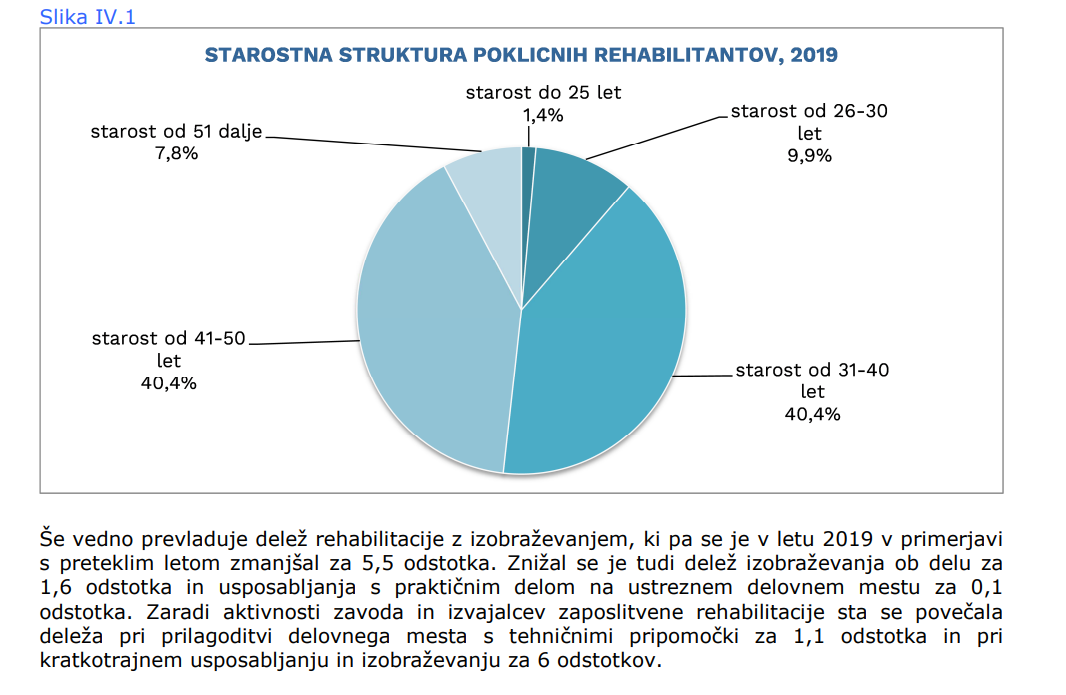 Slika IV.1
STAROSTNA STRUKTURA POKLICNIH REHABILITANTOV, 2019
starost do 25 let
1,4%
starost od 26-30
let
9,9%
starost od 51 dalje
7,8%
starost od 41-50
let
40,4%
starost od 31-40
let
40,4%
Še vedno prevladuje delež rehabilitacije z izobraževanjem, ki pa se je v letu 2019 v primerjavi
s preteklim letom zmanjšal za 5,5 odstotka. Znižal se je tudi delež izobraževanja ob delu za
1,6 odstotka in usposabljanja s praktičnim delom na ustreznem delovnem mestu za 0,1
odstotka. Zaradi aktivnosti zavoda in izvajalcev zaposlitvene rehabilitacije sta se povečala
deleža pri prilagoditvi delovnega mesta s tehničnimi pripomočki za 1,1 odstotka in pri
kratkotrajnem usposabljanju in izobraževanju za 6 odstotkov.